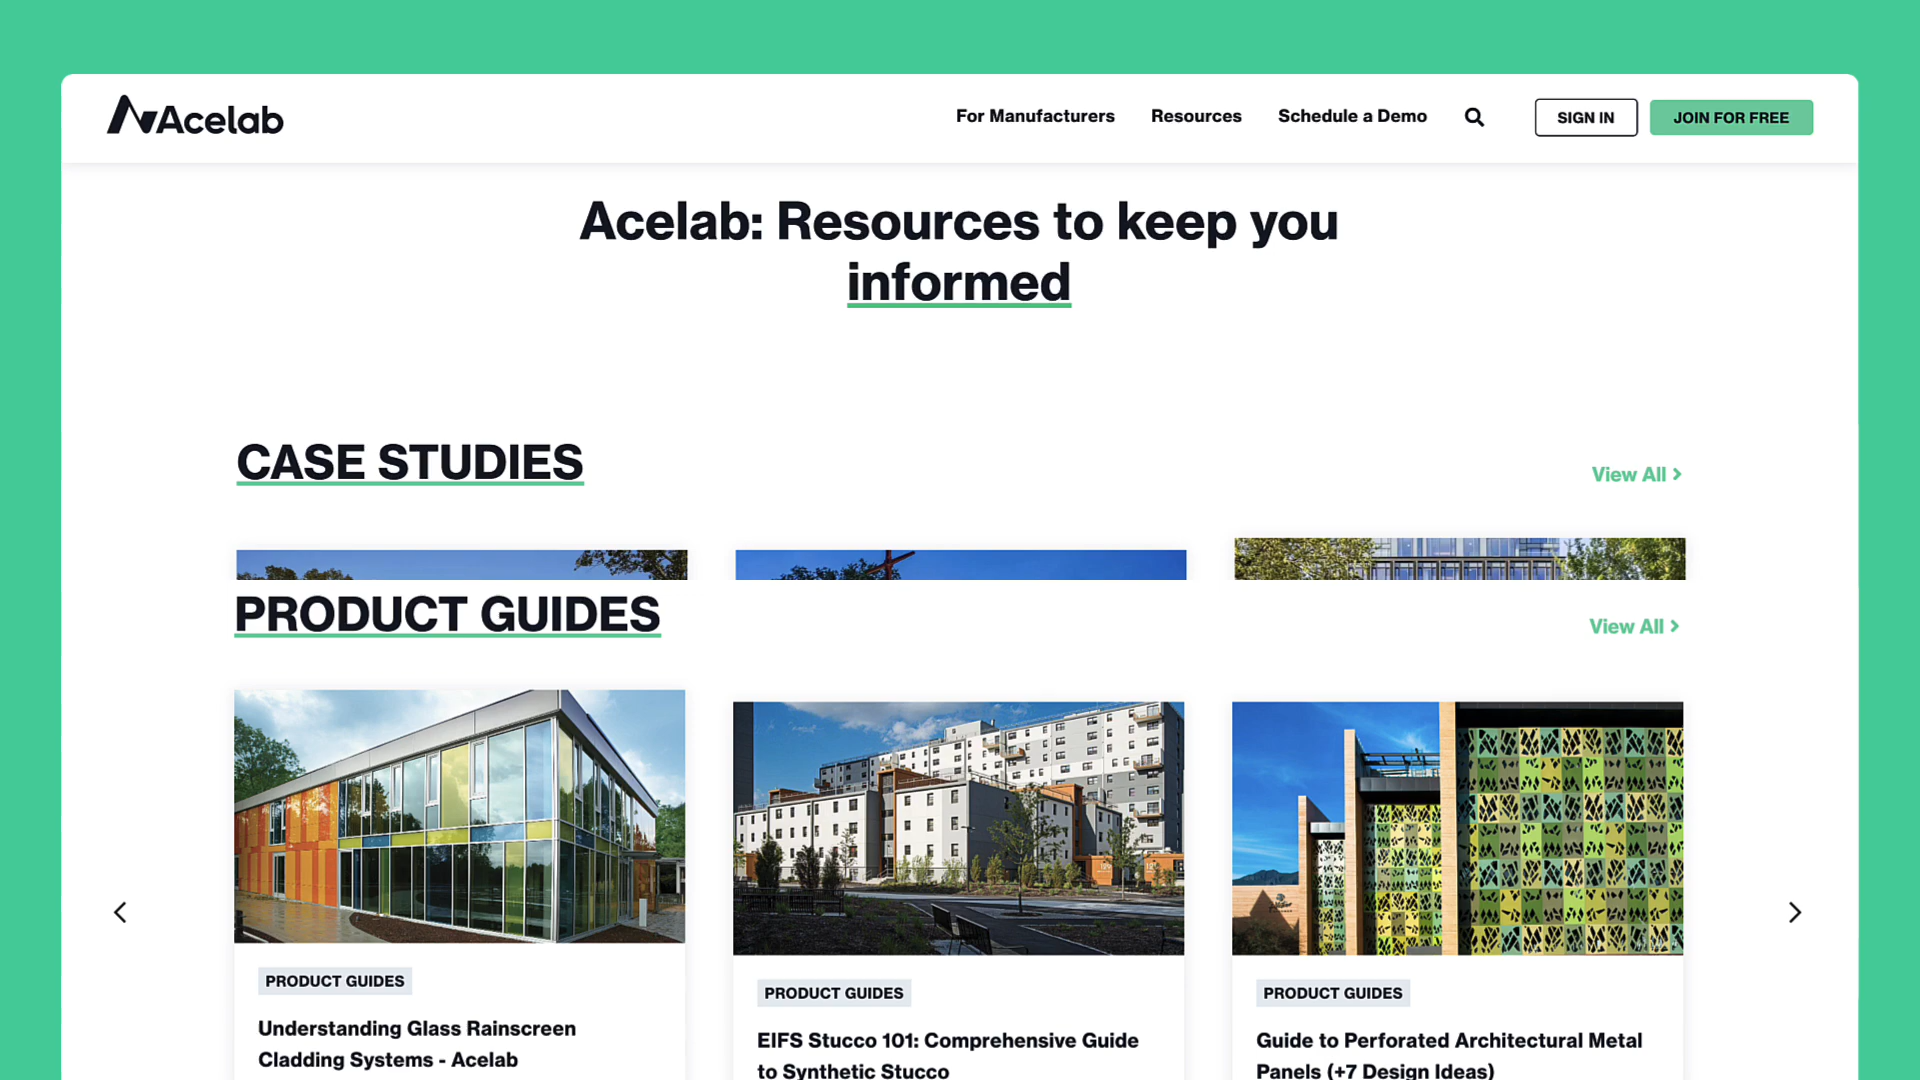 Acelab
For Manufacturers
Resources
Schedule a Demo
SIGN IN
JOIN FOR FREE
Acelab: Resources to keep you
informed
CASE STUDIES
View All
PRODUCT GUIDES
View All
PRODUCT GUIDES
Understanding Glass Rainscreen
Cladding Systems - Acelab
PRODUCT GUIDES
EIFS Stucco 101: Comprehensive Guide
to Synthetic Stucco
PRODUCT GUIDES
Guide to Perforated Architectural Metal
Panels (+7 Design Ideas)